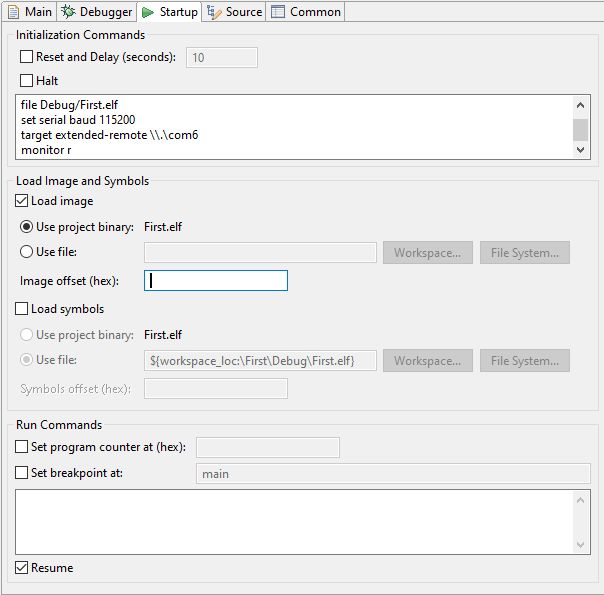 Main Debugger Startup Source Common
Initialization Commands
Reset and Delay (seconds): 10
Halt
file Debug/First.elf
set serial baud 115200
target extended-remote \\.\com6
monitor r
Load Image and Symbols
Load image
Use project binary: First.elf
Use file: Workspace... File System...
Image offset (hex):
Load symbols
Use project binary: First.elf
Use file: ${workspace_loc:\First\Debug\First.elf} Workspace... File System...
Symbols offset (hex):
Run Commands
Set program counter at (hex):
Set breakpoint at: main
Resume